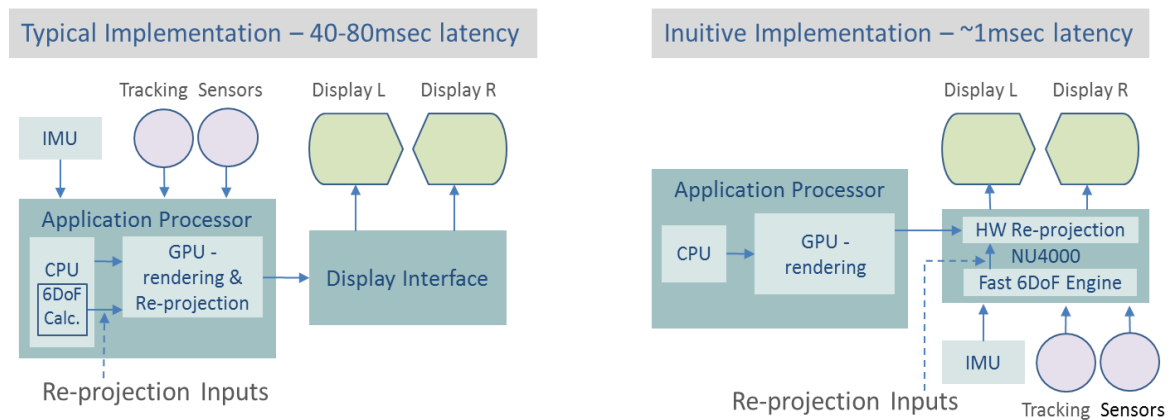 Typical Implementation – 40-80msec latency
Tracking Sensors
Display L
Display R
IMU
Application Processor
CPU
6DoF
Calc.
GPU -
rendering &
Re-projection
Display Interface
Re-projection Inputs
Inuitive Implementation – ~1msec latency
Display L
Display R
Application Processor
CPU
GPU -
rendering
HW Re-projection
NU4000
Fast 6DoF Engine
IMU
Re-projection Inputs
Tracking Sensors